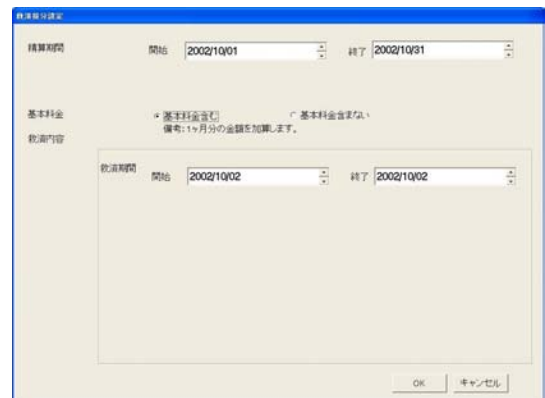 救済個分設定
精算期間 開始 2002/10/01 終了 2002/10/31
基本料金 基本料金含む 基本料金含まない
備考:1ヶ月分の金額を加算します。
救済内容
救済期間 開始 2002/10/02 終了 2002/10/02
OK キャンセル